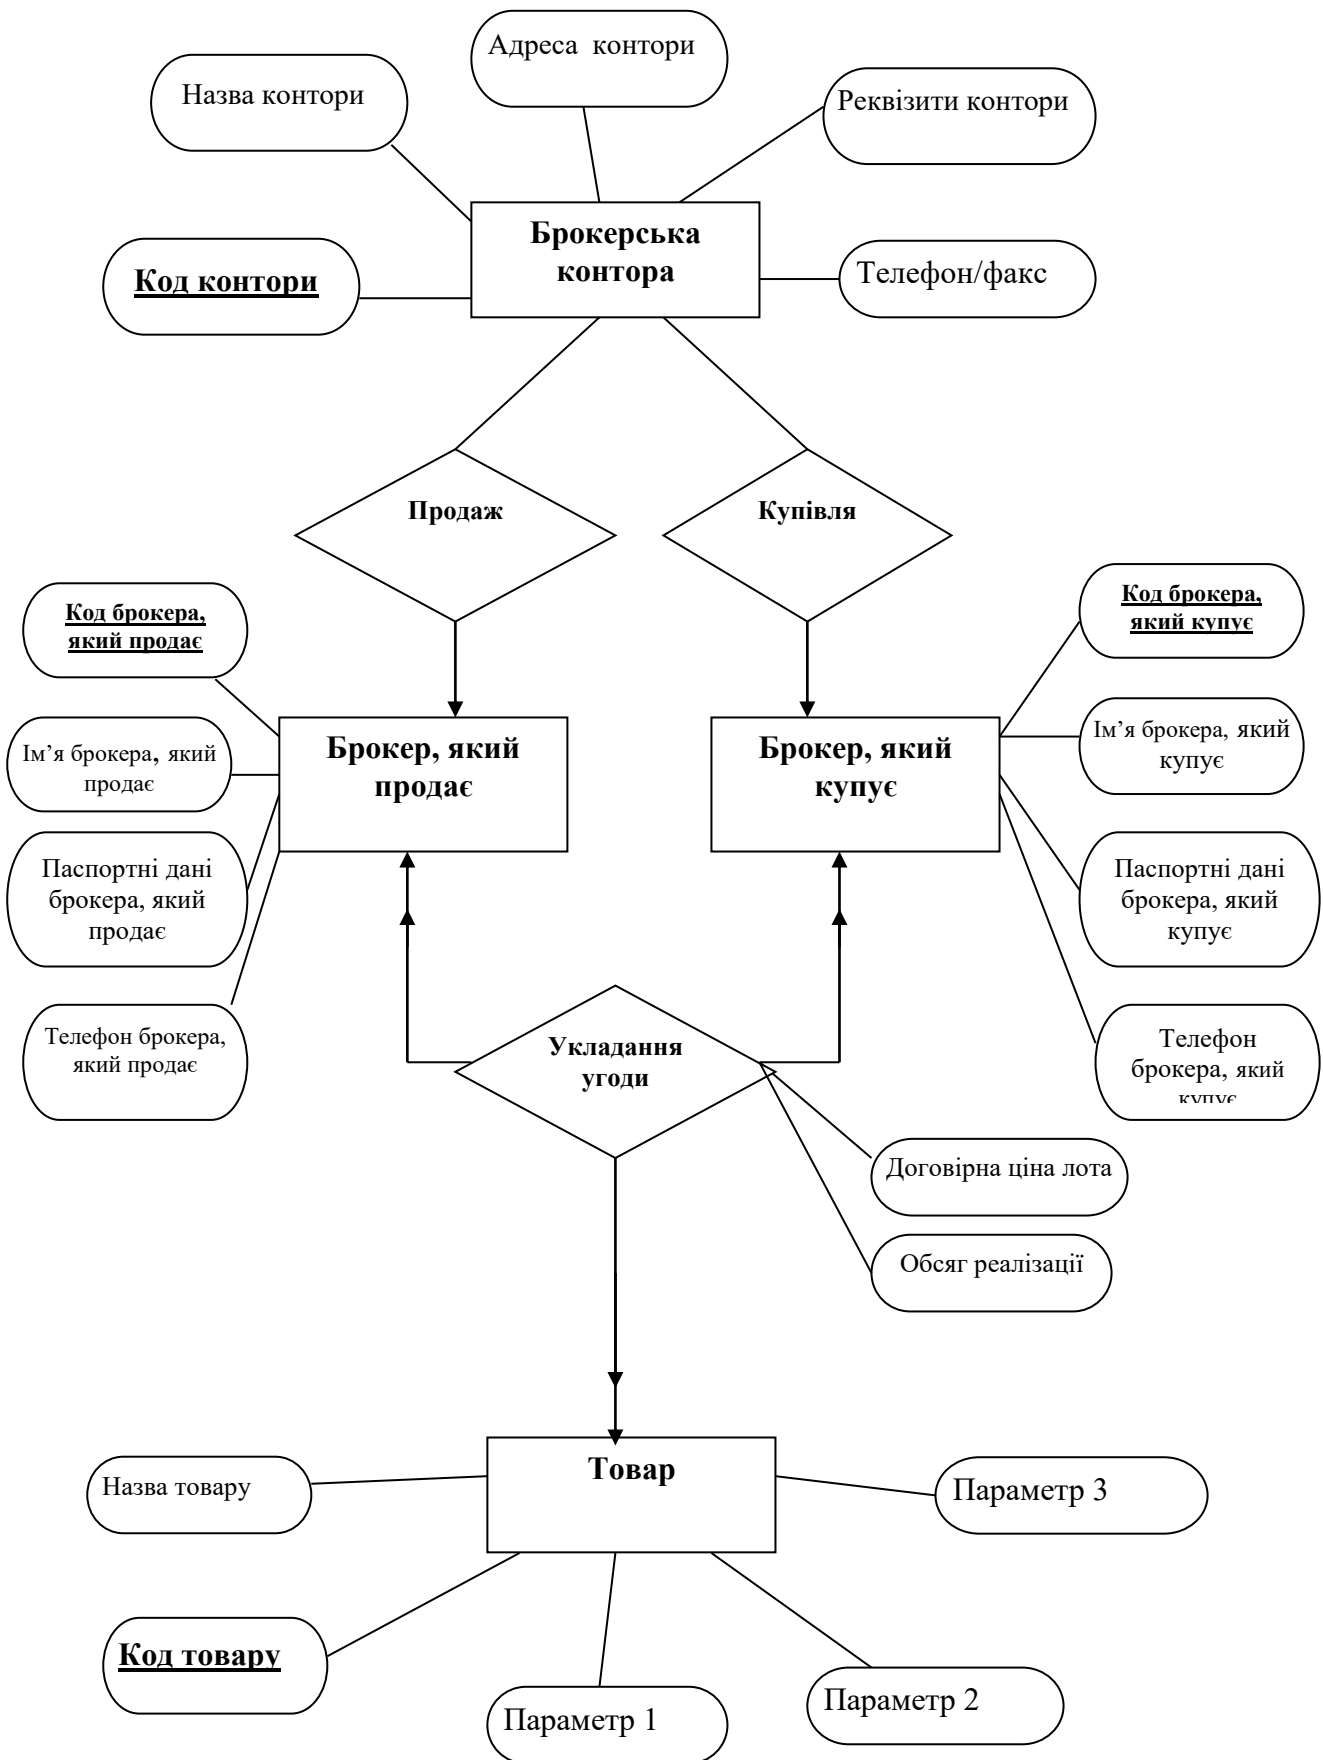 Адреса контори
Назва контори
Реквізити контори
Брокерська
контора
Код контори
Телефон/факс
Продаж
Купівля
Код брокера,
який продає
Код брокера,
який купує
Ім’я брокера, який
продає
Брокер, який
продає
Брокер, який
купує
Ім’я брокера, який
купує
Паспортні дані
брокера, який
продає
Паспортні дані
брокера, який
купує
Телефон брокера,
який продає
Укладання
угоди
Телефон
брокера, який
купує
Договірна ціна лота
Обсяг реалізації
Товар
Назва товару
Параметр 3
Код товару
Параметр 1
Параметр 2